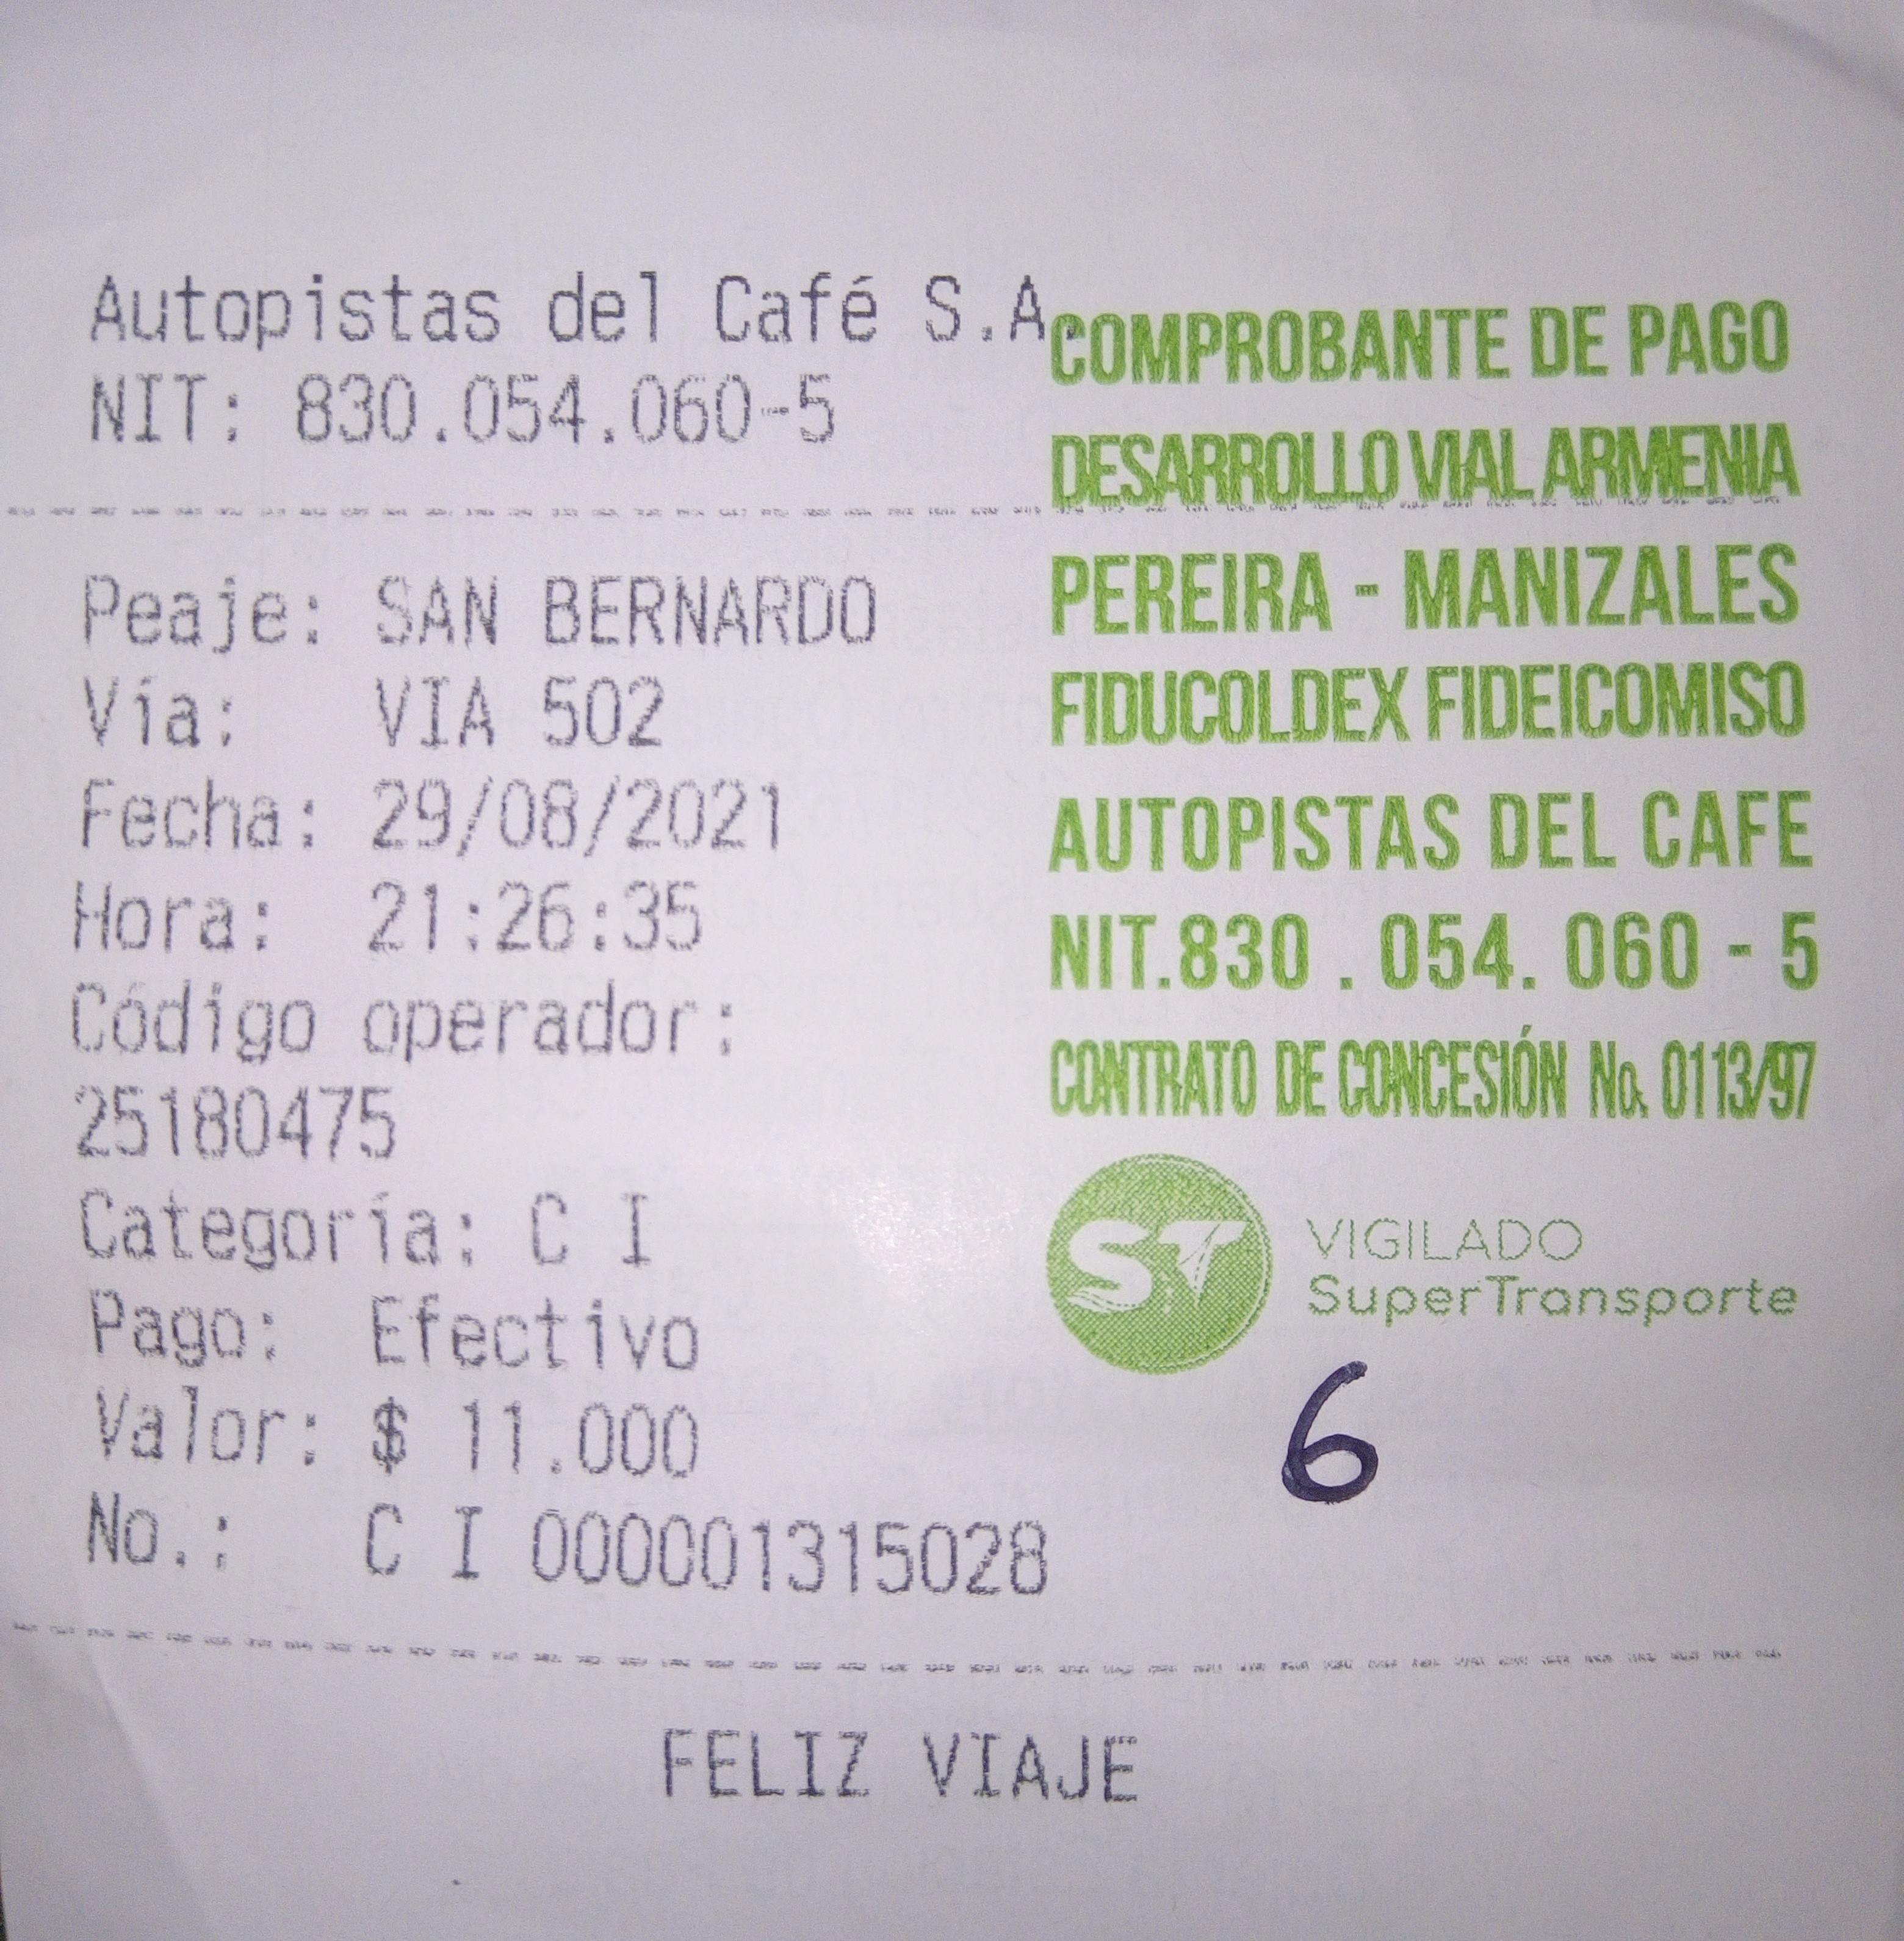 Autopistas del Café S.A.
NIT: 830.054.060-5
Peaje: SAN BERNARDO
Vía: VIA 502
Fecha: 29/08/2021
Hora: 21:26:35
Código operador:
25180475
Categoría: C I
Pago: Efectivo
Valor: $ 11.000
No.: C I 000001315028
COMPROBANTE DE PAGO
DESARROLLO VIAL ARMENIA
PEREIRA - MANIZALES
FIDUCOLDEX FIDEICOMISO
AUTOPISTAS DEL CAFE
NIT.830 . 054. 060 - 5
CONTRATO DE CONCESIÓN No. 0113/97
ST
VIGILADO
SuperTransporte
6
FELIZ VIAJE